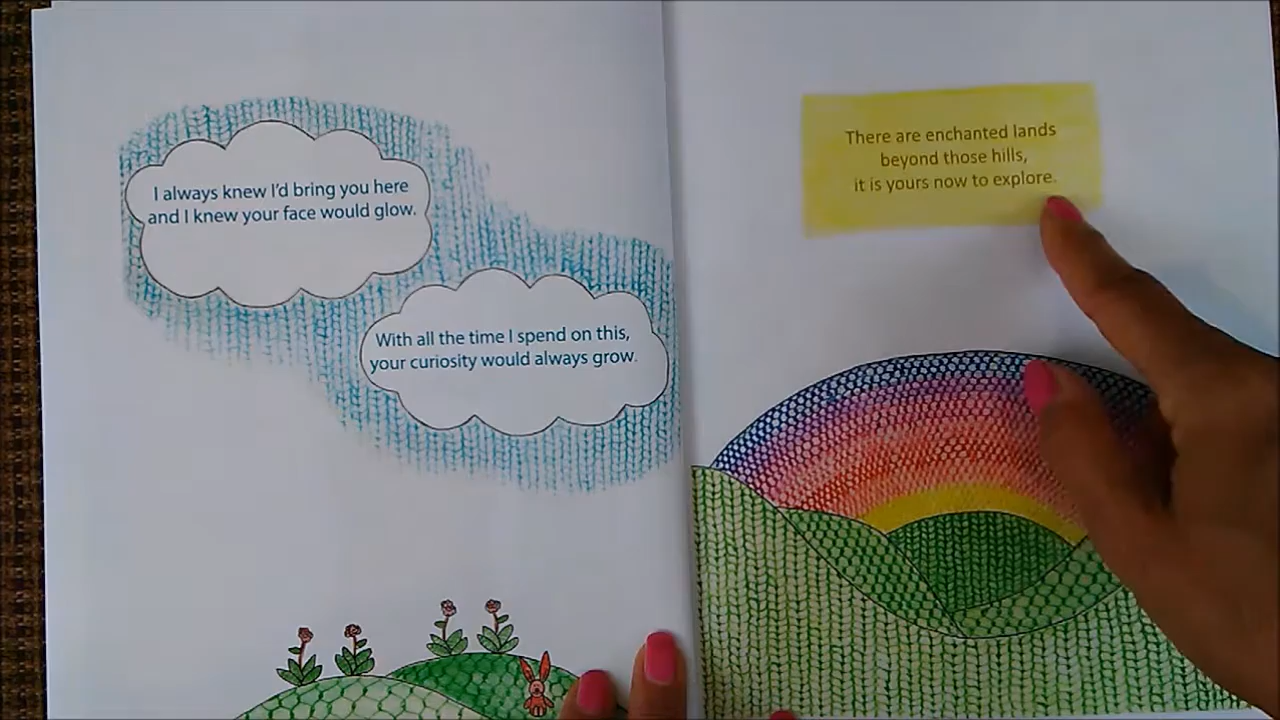 I always knew I'd bring you here
and I knew your face would glow.
With all the time I spend on this,
your curiosity would always grow.
There are enchanted lands
beyond those hills,
it is yours now to explore.